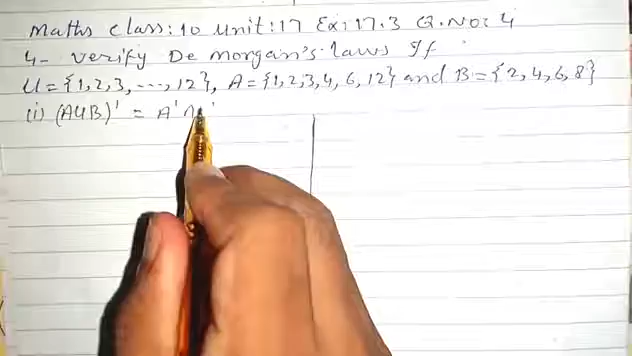 Maths class: 10 Unit: 17 Ex: 17.3 Q.NO: 4
4- verify De morgan's laws If
U = {1,2,3, ---, 12}, A = {1,2,3,4,6,12} and B = {2,4,6,8}
(i) (AUB)' = A' ∩ '